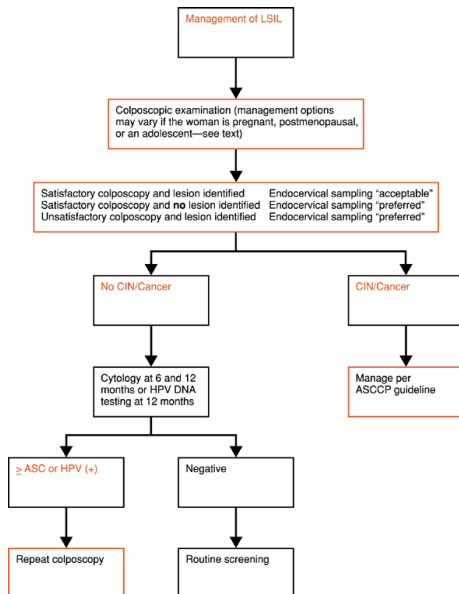 Management of LSIL
Colposcopic examination (management options
may vary if the woman is pregnant, postmenopausal,
or an adolescent—see text)
Satisfactory colposcopy and lesion identified Endocervical sampling “acceptable”
Satisfactory colposcopy and no lesion identified Endocervical sampling “preferred”
Unsatisfactory colposcopy and lesion identified Endocervical sampling “preferred”
No CIN/Cancer
CIN/Cancer
Cytology at 6 and 12
months or HPV DNA
testing at 12 months
Manage per
ASCCP guideline
≥ ASC or HPV (+)
Negative
Repeat colposcopy
Routine screening